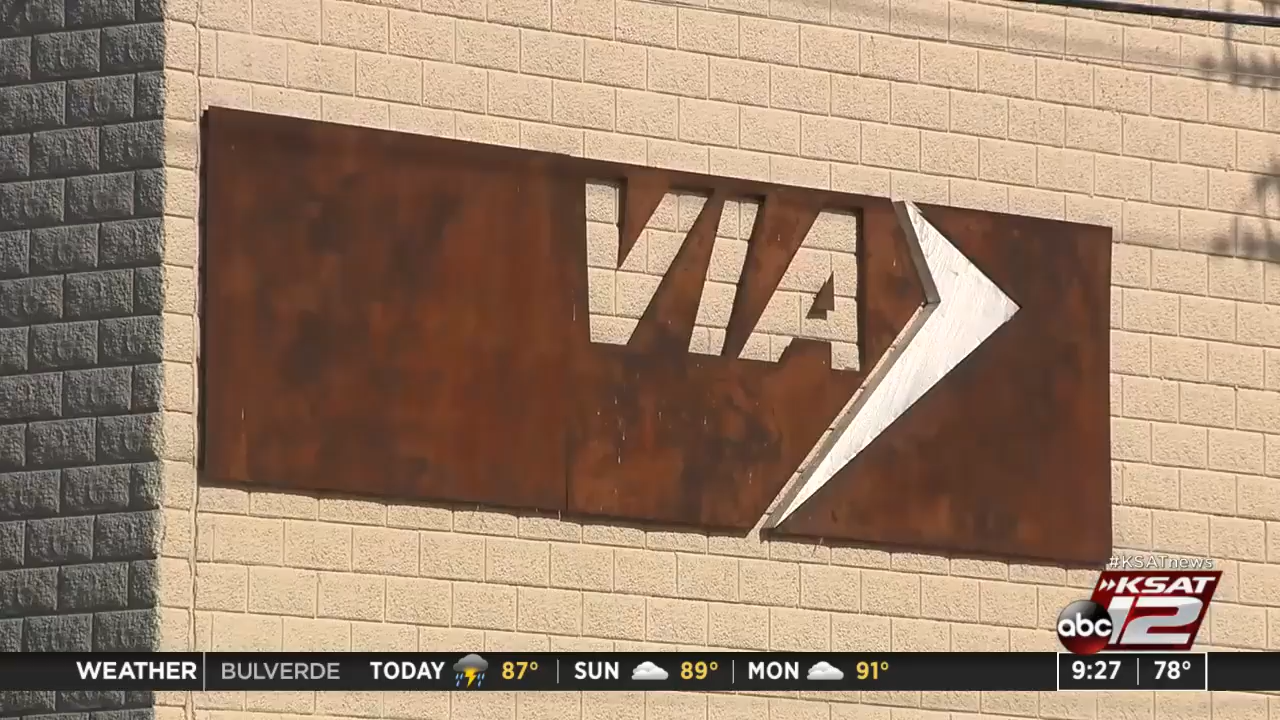 VIA
#KSATnews
KSAT
abc 12
WEATHER BULVERDE TODAY 87° SUN 89° MON 91° 9:27 78°